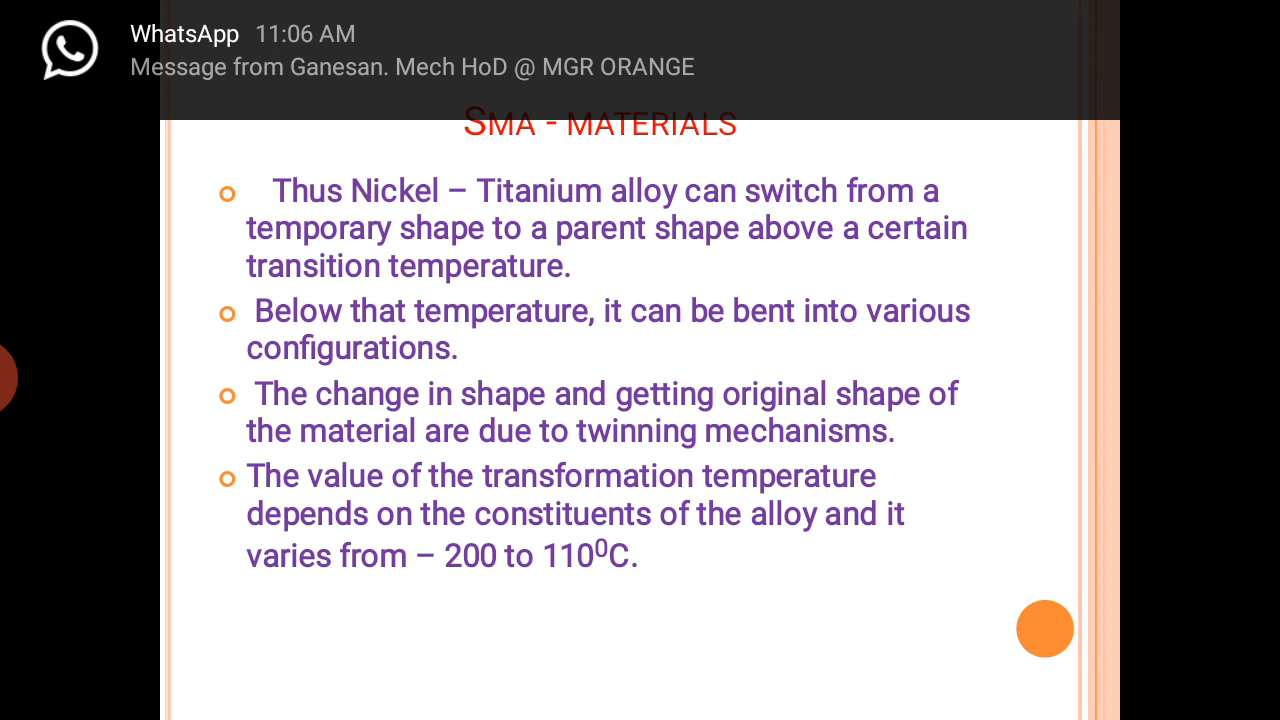 WhatsApp 11:06 AM
Message from Ganesan. Mech HoD @ MGR ORANGE
SMA - MATERIALS
Thus Nickel – Titanium alloy can switch from a
temporary shape to a parent shape above a certain
transition temperature.
Below that temperature, it can be bent into various
configurations.
The change in shape and getting original shape of
the material are due to twinning mechanisms.
The value of the transformation temperature
depends on the constituents of the alloy and it
varies from – 200 to 110⁰C.